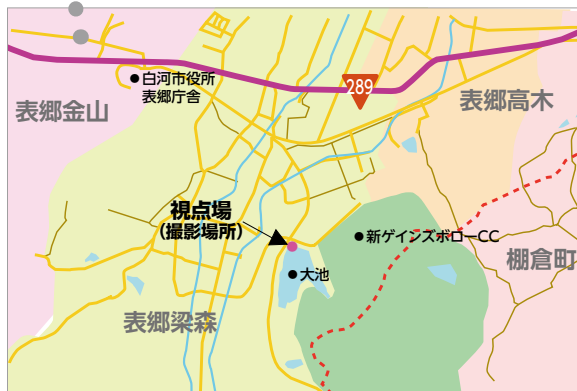 白河市役所
表郷庁舎
289
表郷金山
表郷高木
視点場
(撮影場所)
新ゲインズボローCC
棚倉町
大池
表郷梁森